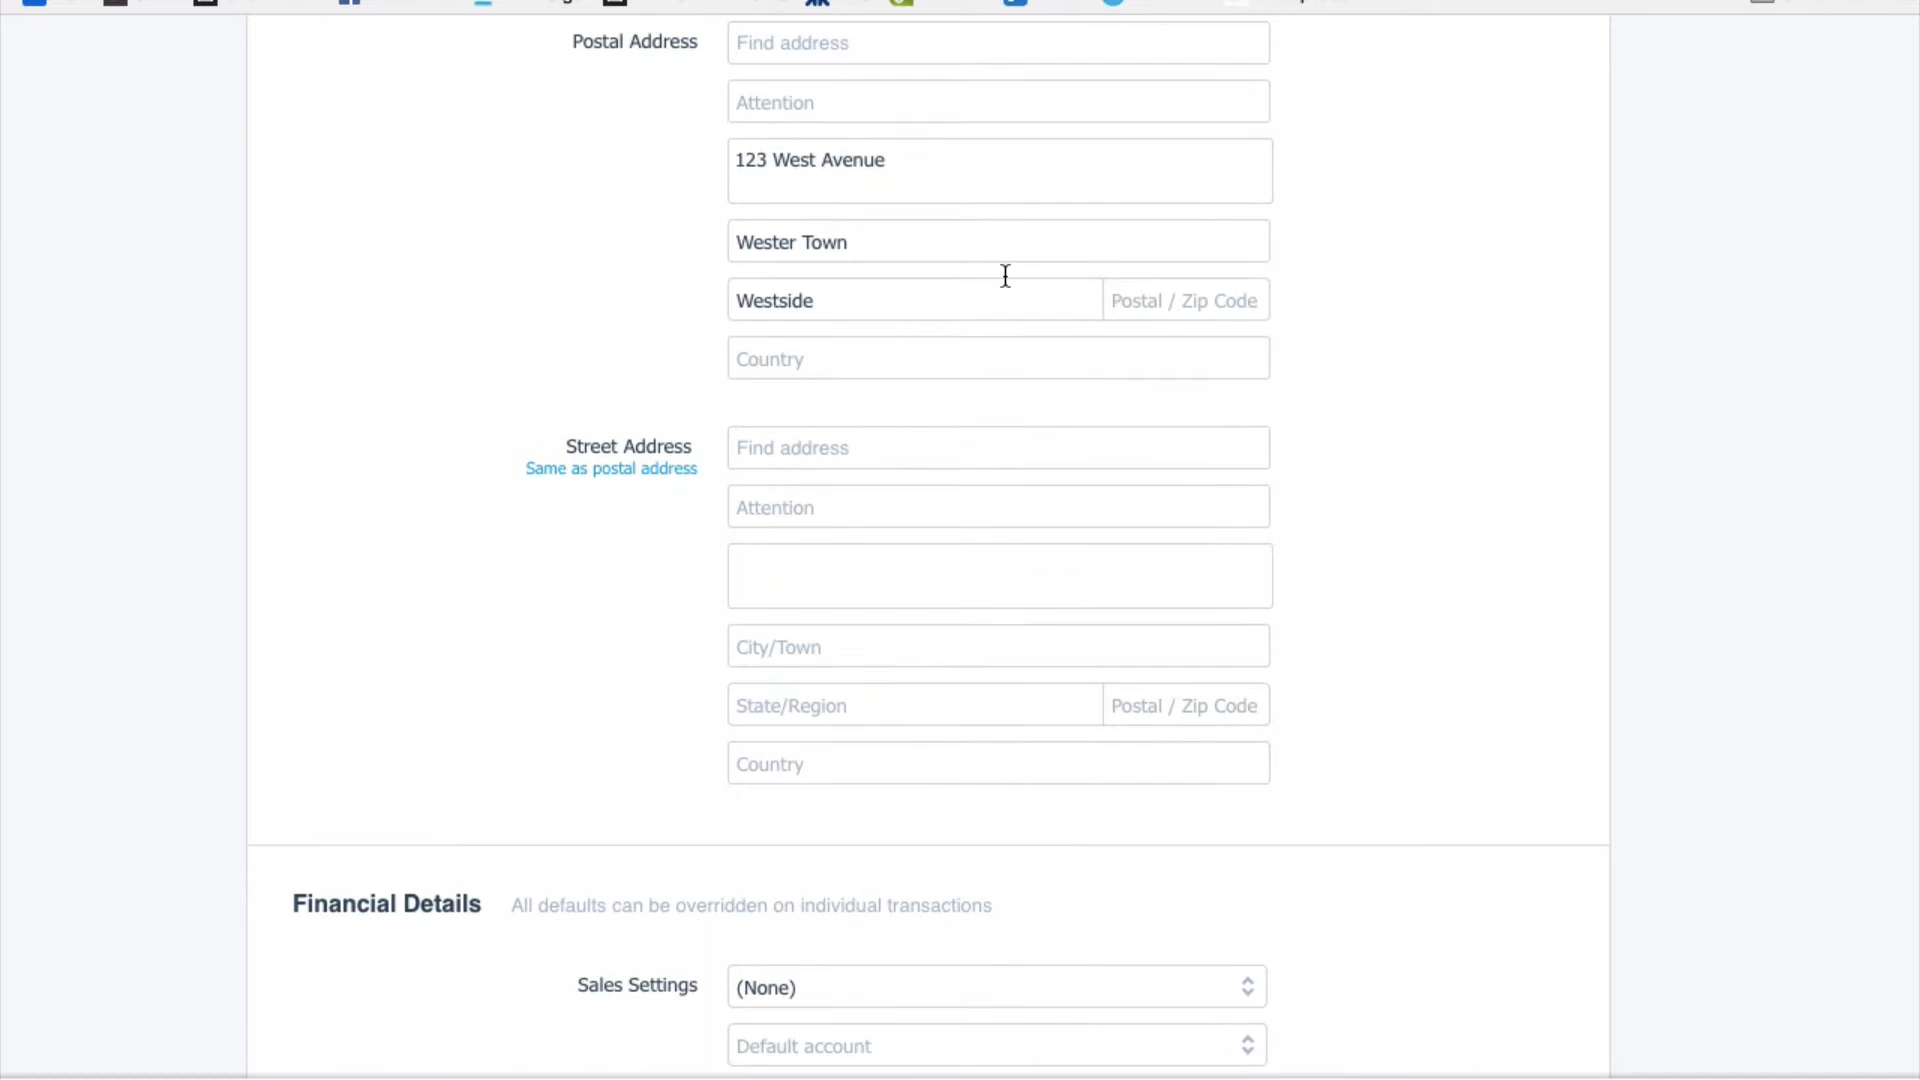 Postal Address
Find address
Attention
123 West Avenue
Wester Town
Westside
Postal / Zip Code
Country
Street Address
Same as postal address
Find address
Attention
City/Town
State/Region
Postal / Zip Code
Country
Financial Details
All defaults can be overridden on individual transactions
Sales Settings
(None)
Default account